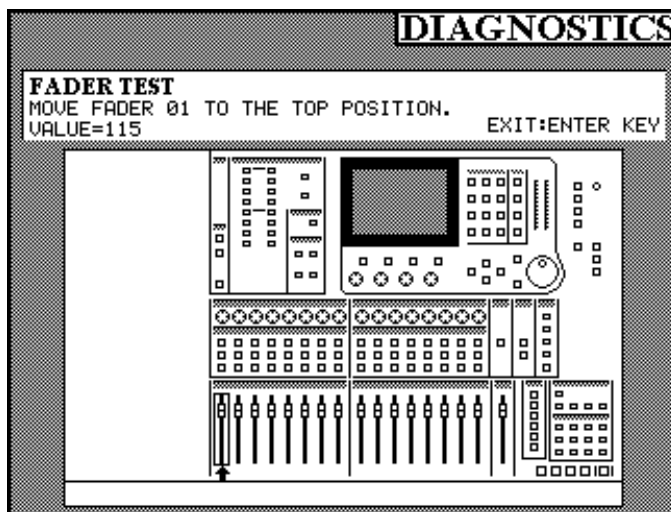 DIAGNOSTICS
FADER TEST
MOVE FADER 01 TO THE TOP POSITION.
VALUE=115
EXIT:ENTER KEY